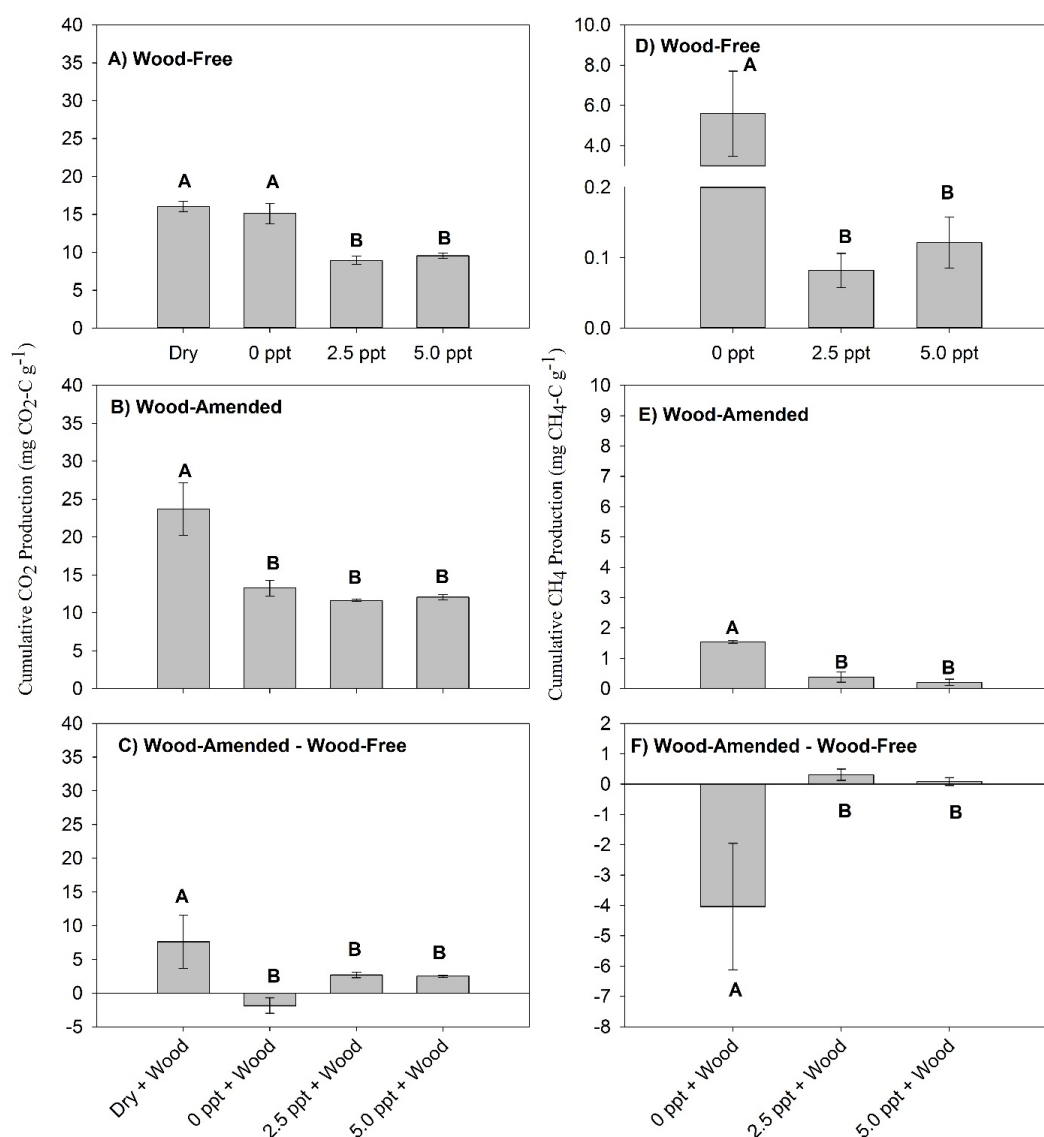 Cumulative CO2 Production (mg CO2-C g-1)
A) Wood-Free
40
35
30
25
20
15
10
5
0
A
A
B
B
Dry
0 ppt
2.5 ppt
5.0 ppt
B) Wood-Amended
40
35
30
25
20
15
10
5
0
A
B
B
B
C) Wood-Amended - Wood-Free
40
35
30
25
20
15
10
5
0
-5
A
B
B
B
Dry + Wood
0 ppt + Wood
2.5 ppt + Wood
5.0 ppt + Wood
Cumulative CH4 Production (mg CH4-C g-1)
D) Wood-Free
10.0
8.0
6.0
4.0
0.2
0.1
0.0
A
B
B
0 ppt
2.5 ppt
5.0 ppt
E) Wood-Amended
10
9
8
7
6
5
4
3
2
1
0
A
B
B
F) Wood-Amended - Wood-Free
2
1
0
-1
-2
-3
-4
-5
-6
-7
-8
A
B
B
0 ppt + Wood
2.5 ppt + Wood
5.0 ppt + Wood